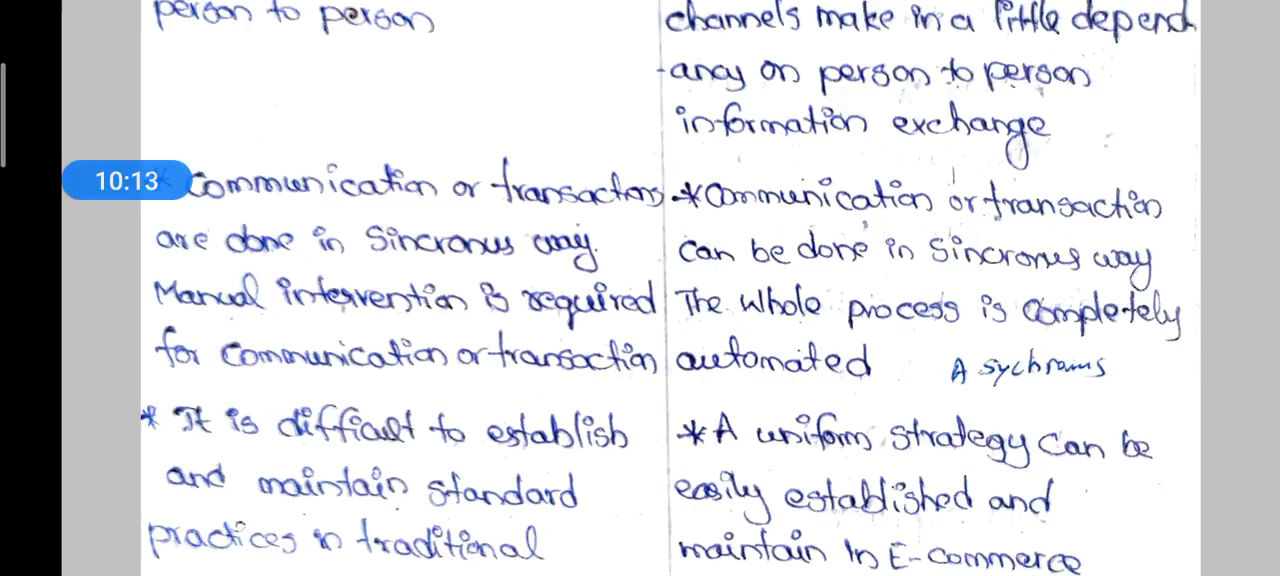 person to person
* Communication or transactions
are done in Sincronus way.
Manual intervention is required
for communication or transaction
* It is difficult to establish
and maintain standard
practices in traditional
channels make in a little depend
-ancy on person to person
information exchange
* Communication or transaction
can be done in Sincronus way
The whole process is completely
automated
A sychronus
* A uniform strategy can be
easily established and
maintain in E-commerce
10:13